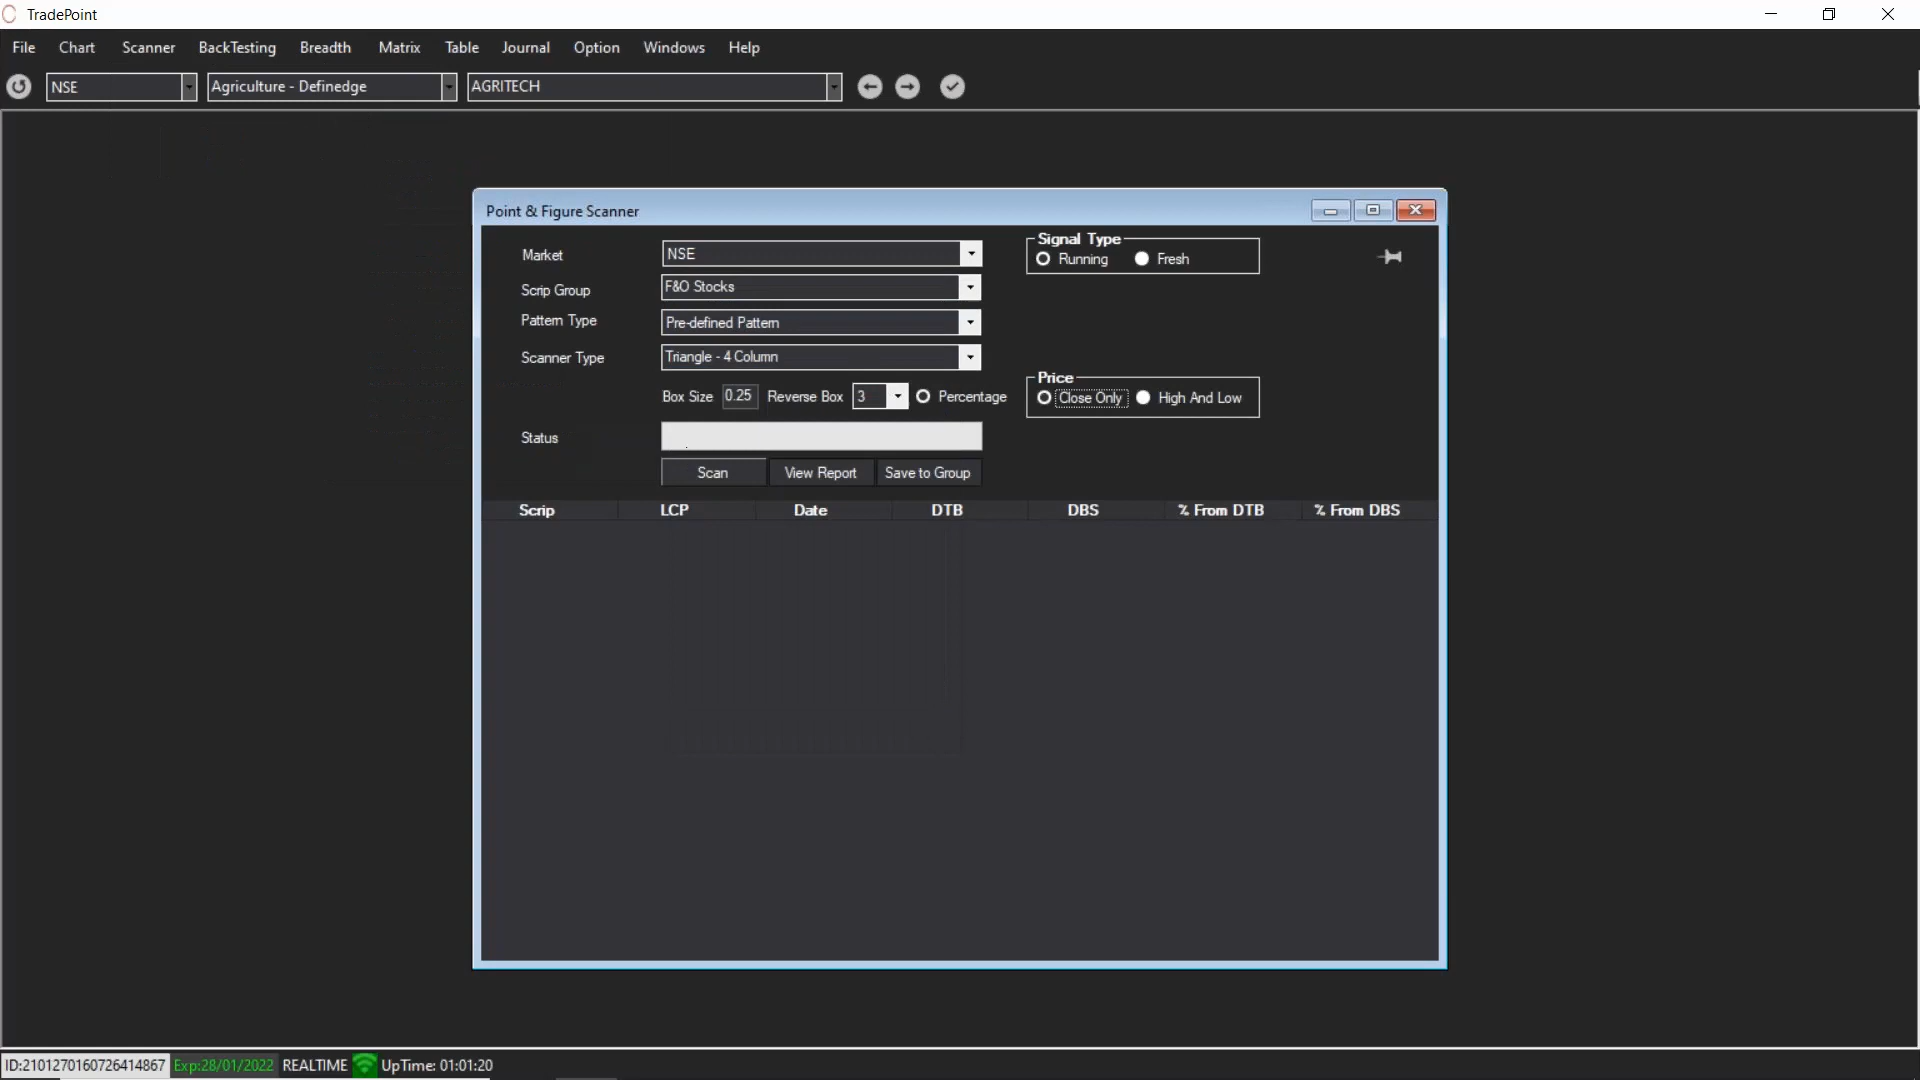 TradePoint
File Chart Scanner BackTesting Breadth Matrix Table Journal Option Windows Help
NSE Agriculture - Definedge AGRITECH
Point & Figure Scanner
Market NSE
Signal Type
Running Fresh
Scrip Group F&O Stocks
Pattern Type Pre-defined Pattern
Scanner Type Triangle - 4 Column
Price
Box Size 0.25 Reverse Box 3 Percentage Close Only High And Low
Status
Scan View Report Save to Group
Scrip LCP Date DTB DBS % From DTB % From DBS
ID:2101270160726414867 Exp:28/01/2022 REALTIME UpTime: 01:01:20